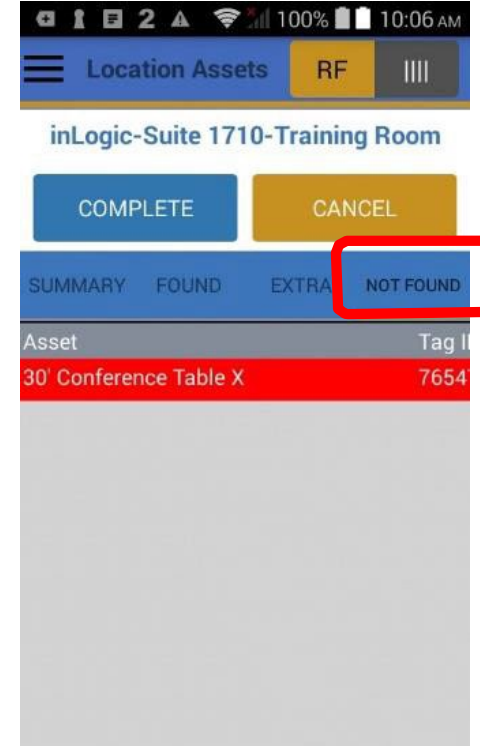 2 100% 10:06 AM
Location Assets RF
inLogic-Suite 1710-Training Room
COMPLETE CANCEL
SUMMARY FOUND EXTRA NOT FOUND
Asset Tag
30' Conference Table X 7654